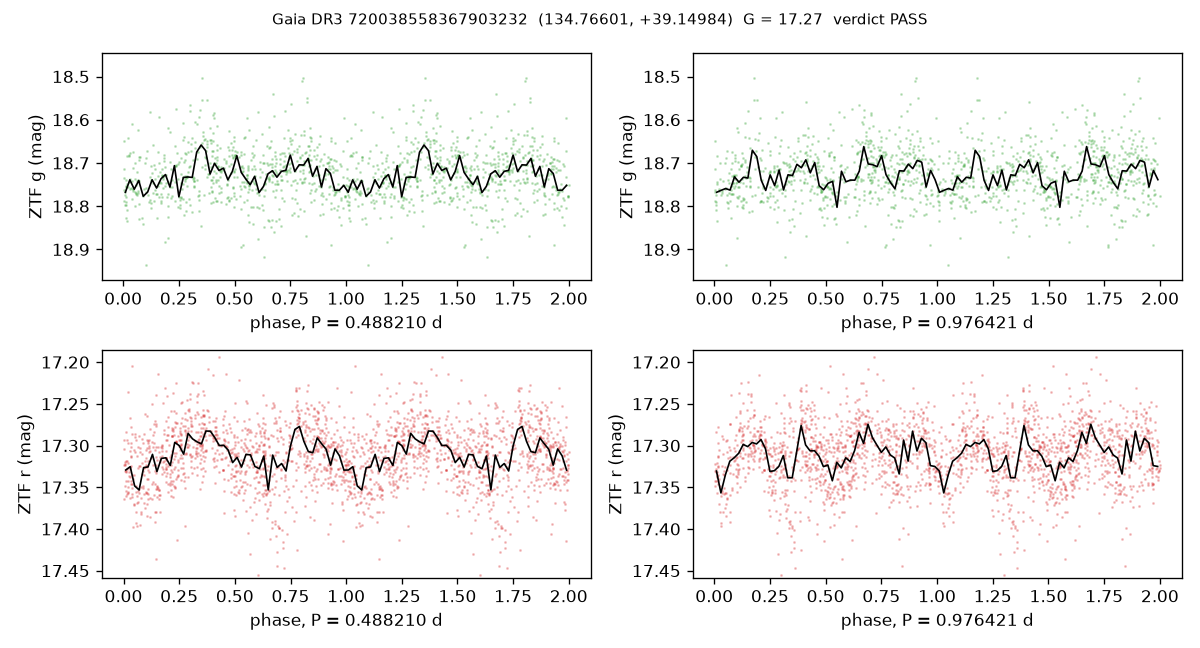 Gaia DR3 720038558367903232 (134.76601, +39.14984) G = 17.27 verdict PASS
ZTF g (mag)
18.5
18.6
18.7
18.8
18.9
0.00 0.25 0.50 0.75 1.00 1.25 1.50 1.75 2.00
phase, P = 0.488210 d
ZTF g (mag)
18.5
18.6
18.7
18.8
18.9
0.00 0.25 0.50 0.75 1.00 1.25 1.50 1.75 2.00
phase, P = 0.976421 d
ZTF r (mag)
17.20
17.25
17.30
17.35
17.40
17.45
0.00 0.25 0.50 0.75 1.00 1.25 1.50 1.75 2.00
phase, P = 0.488210 d
ZTF r (mag)
17.20
17.25
17.30
17.35
17.40
17.45
0.00 0.25 0.50 0.75 1.00 1.25 1.50 1.75 2.00
phase, P = 0.976421 d